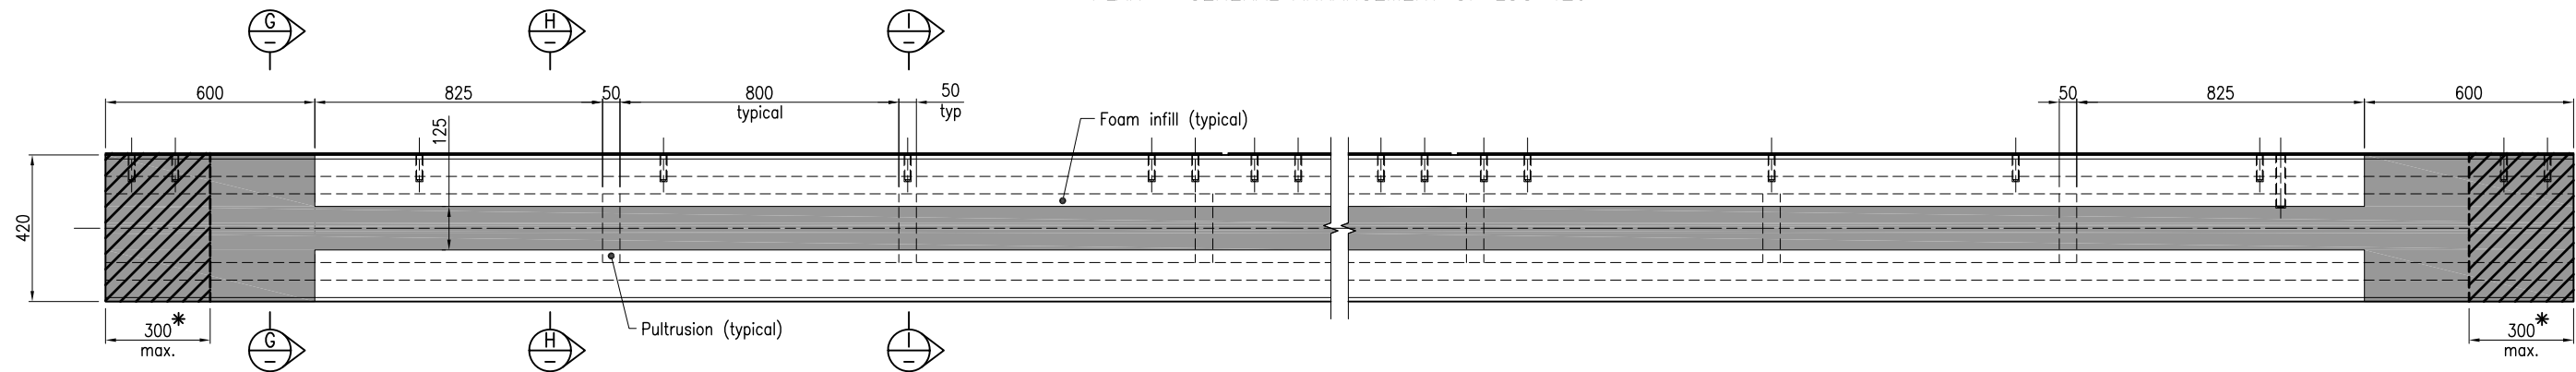 G
–
H
–
I
–
600
825
50
800
typical
50
typ
50
825
600
125
Foam infill (typical)
420
Pultrusion (typical)
300*
max.
300*
max.
G
–
H
–
I
–